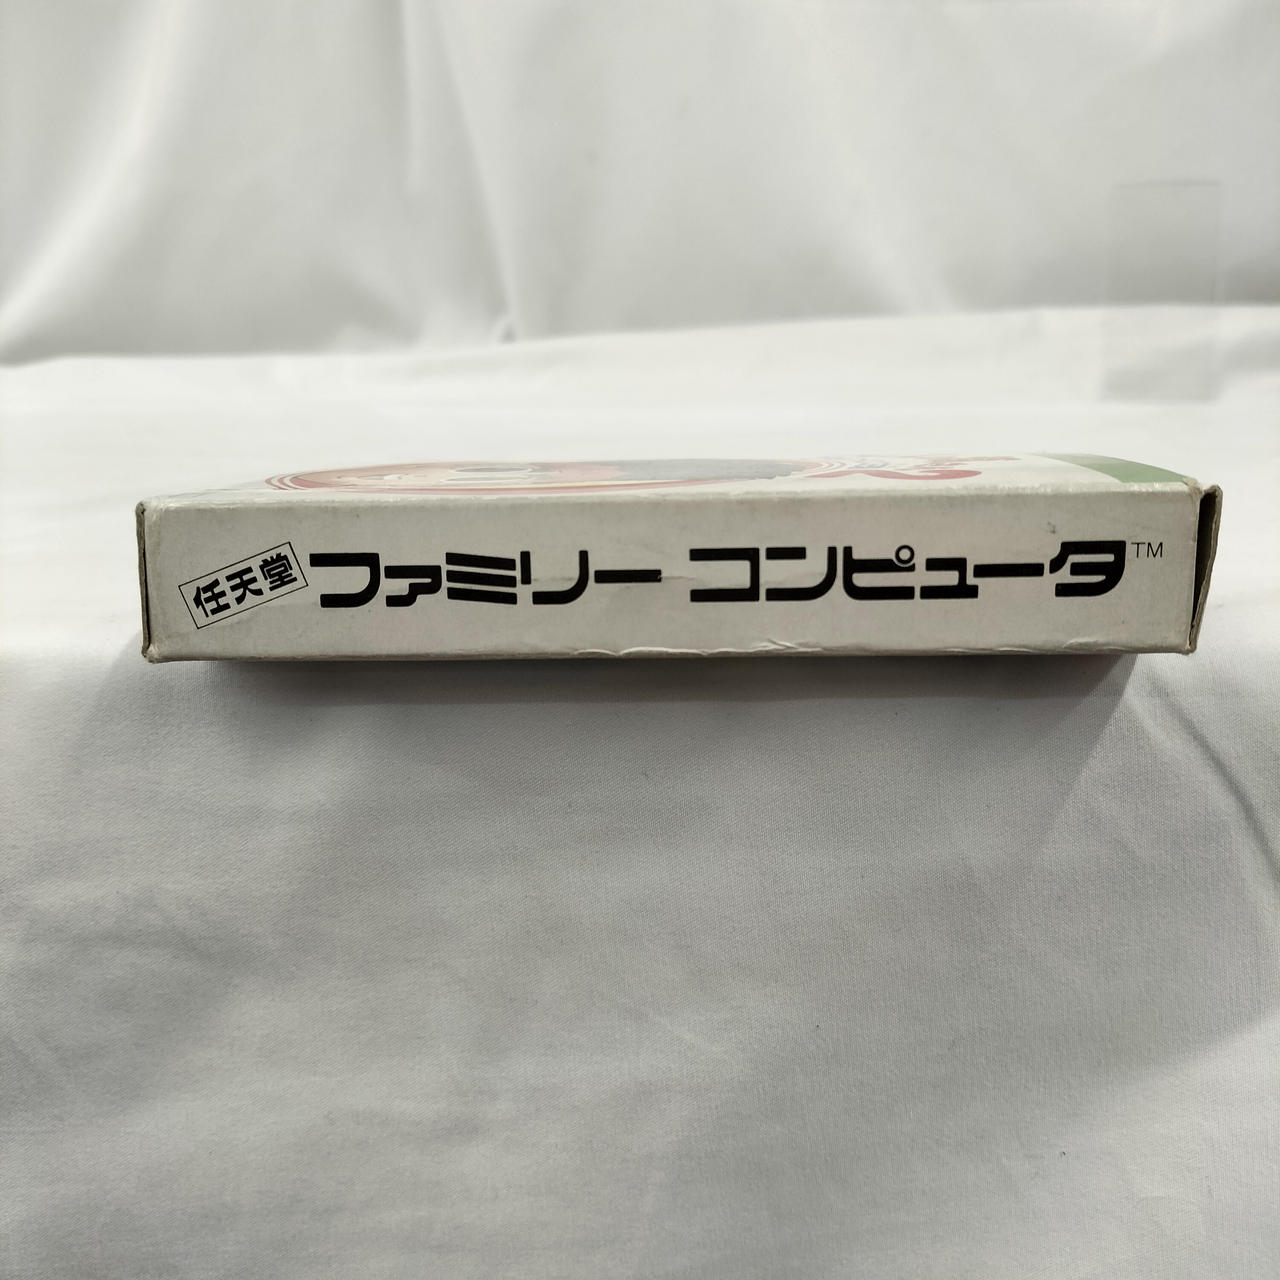 任天堂 ファミリー コンピュータ™